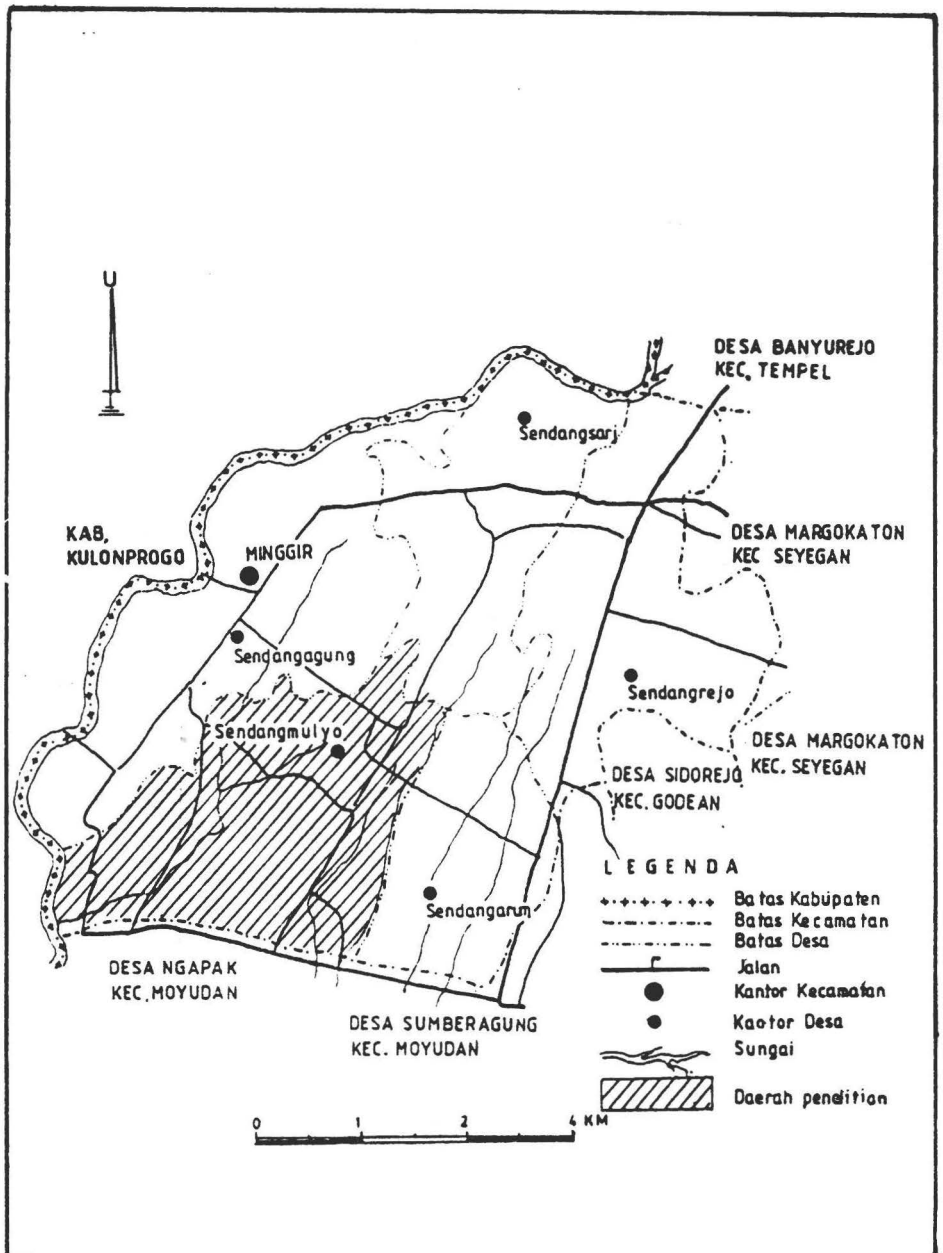 U
DESA BANYUREJO
KEC. TEMPEL
Sendangsari
DESA MARGOKATON
KEC SEYEGAN
KAB,
KULONPROGO
MINGGIR
Sendangagung
Sendangrejo
Sendangmulyo
DESA MARGOKATON
KEC. SEYEGAN
DESA SIDOREJO
KEC. GODEAN
Sendangarum
DESA NGAPAK
KEC, MOYUDAN
DESA SUMBERAGUNG
KEC. MOYUDAN
LEGENDA
Batas Kabupaten
Batas Kecamatan
Batas Desa
Jalan
Kantor Kecamatan
Kaotor Desa
Sungai
Daerah penelitian
0 1 2 4 KM